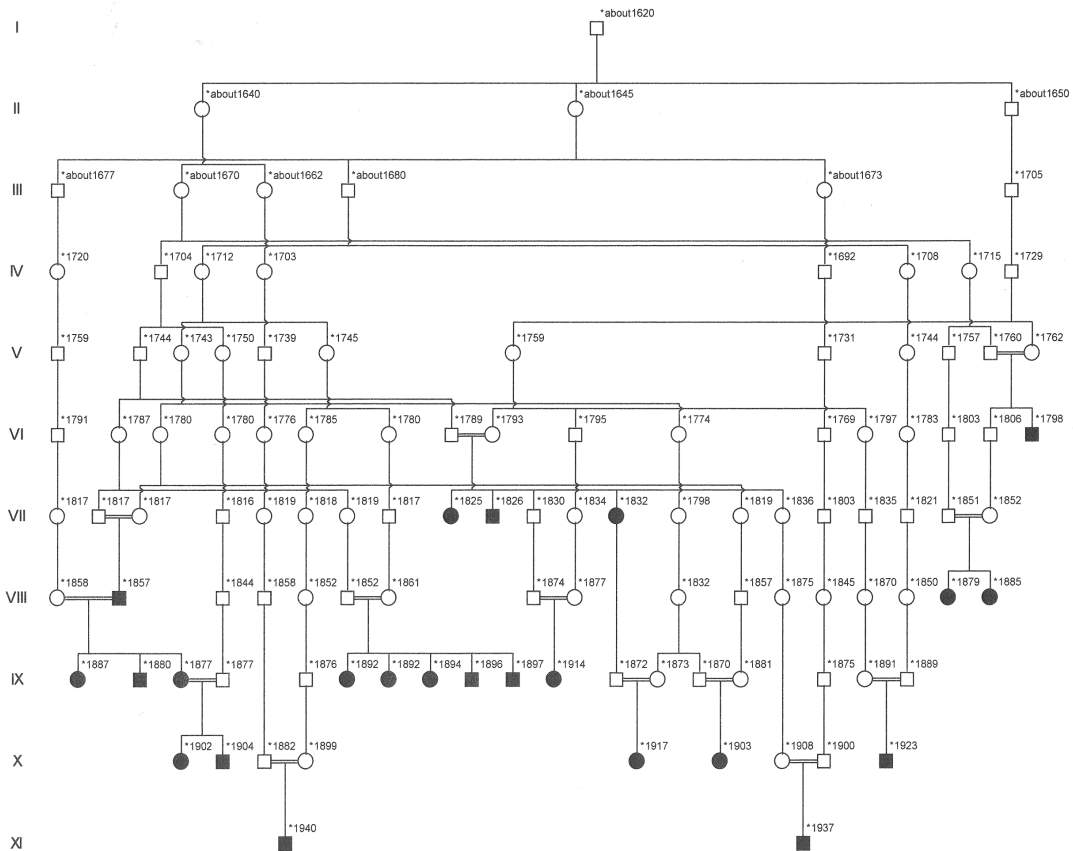 I
*about1620
II
*about1640 *about1645 *about1650
III
*about1677 *about1670 *about1662 *about1680 *about1673 *1705
IV
*1720 *1704 *1712 *1703 *1692 *1708 *1715 *1729
V
*1759 *1744 *1743 *1750 *1739 *1745 *1759 *1731 *1744 *1757 *1760 *1762
VI
*1791 *1787 *1780 *1780 *1776 *1785 *1780 *1789 *1793 *1795 *1774 *1769 *1797 *1783 *1803 *1806 *1798
VII
*1817 *1817 *1817 *1816 *1819 *1818 *1819 *1817 *1825 *1826 *1830 *1834 *1832 *1798 *1819 *1836 *1803 *1835 *1821 *1851 *1852
VIII
*1858 *1857 *1844 *1858 *1852 *1852 *1861 *1874 *1877 *1832 *1857 *1875 *1845 *1870 *1850 *1879 *1885
IX
*1887 *1880 *1877 *1877 *1876 *1892 *1892 *1894 *1896 *1897 *1914 *1872 *1873 *1870 *1881 *1875 *1891 *1889
X
*1902 *1904 *1882 *1899 *1917 *1903 *1908 *1900 *1923
XI
*1940 *1937